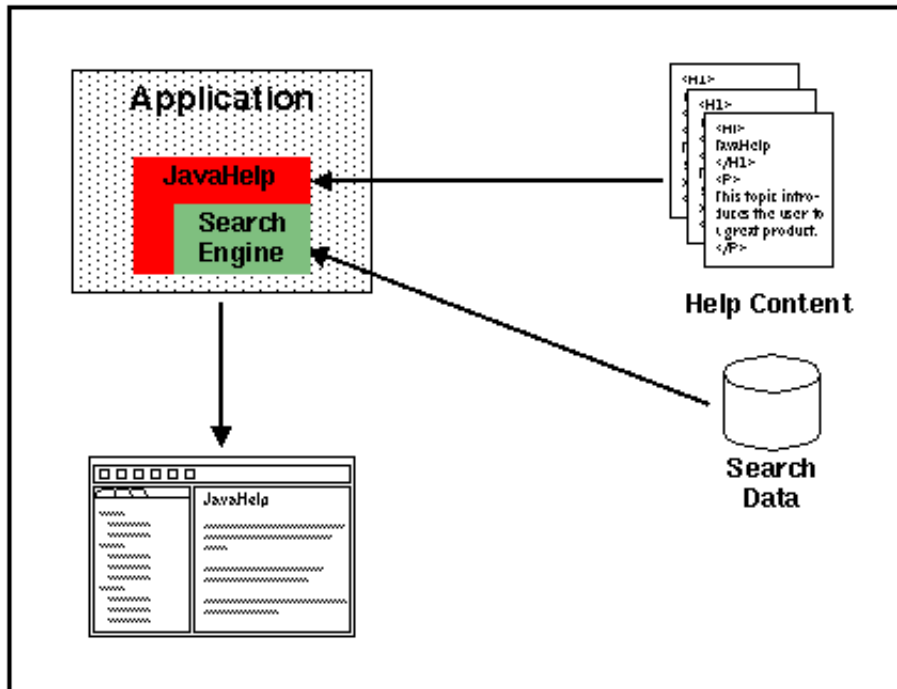 Application
JavaHelp
Search
Engine
<H1>
<H1>
<H1>
JavaHelp
</H1>
<P>
This topic intro-
duces the user to
a great product.
</P>
Help Content
Search
Data
JavaHelp